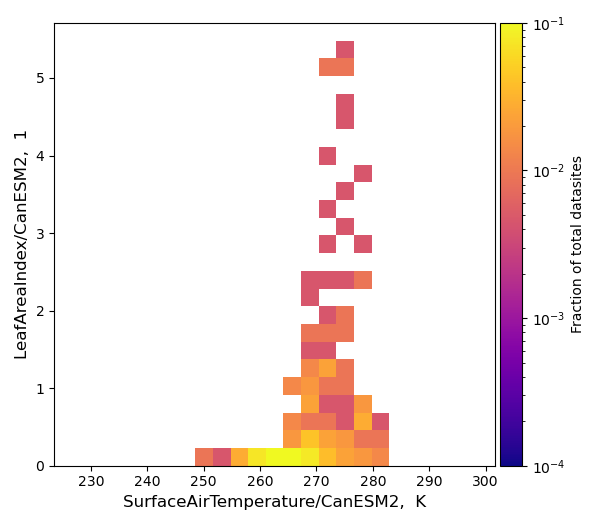 LeafAreaIndex/CanESM2,  1
5
4
3
2
1
0
230 240 250 260 270 280 290 300
SurfaceAirTemperature/CanESM2,  K
10⁻¹
10⁻²
10⁻³
10⁻⁴
Fraction of total datasites